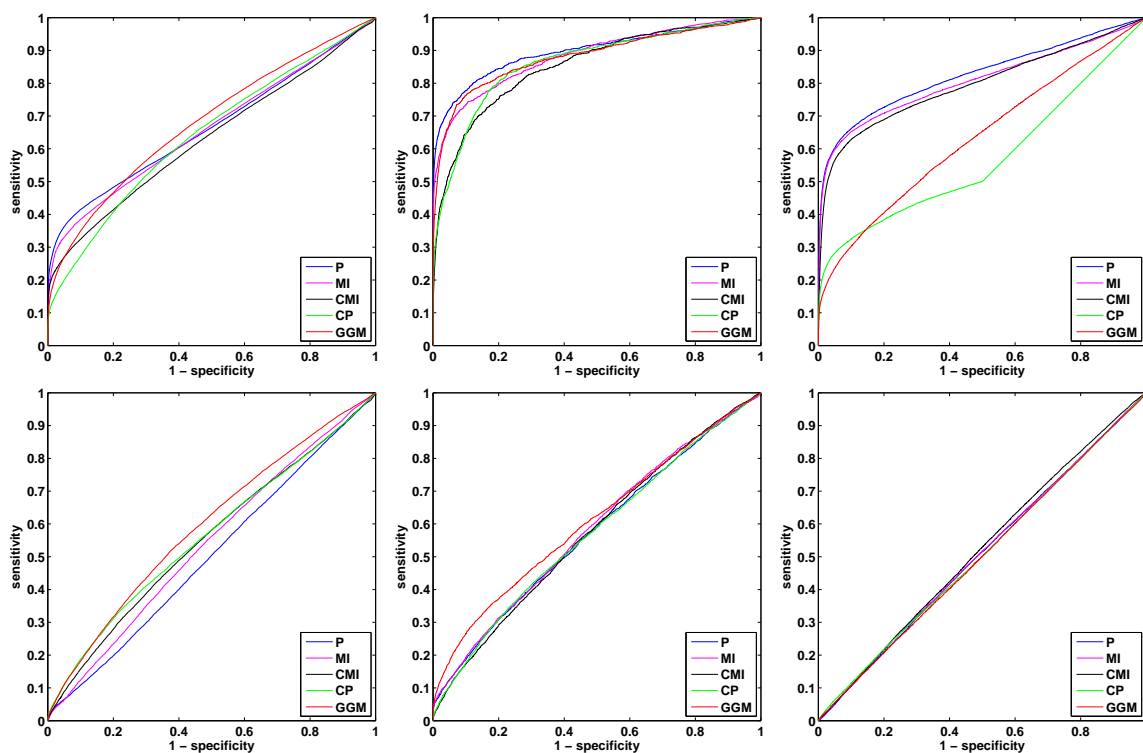 1
0.9
0.8
0.7
0.6
0.5
0.4
0.3
0.2
0.1
0
sensitivity
0.2 0.4 0.6 0.8 1
1 − specificity
P
MI
CMI
CP
GGM
1
0.9
0.8
0.7
0.6
0.5
0.4
0.3
0.2
0.1
0
sensitivity
0 0.2 0.4 0.6 0.8 1
1 − specificity
P
MI
CMI
CP
GGM
1
0.9
0.8
0.7
0.6
0.5
0.4
0.3
0.2
0.1
0
sensitivity
0 0.2 0.4 0.6 0.8
1 − specificity
P
MI
CMI
CP
GGM
1
0.9
0.8
0.7
0.6
0.5
0.4
0.3
0.2
0.1
0
sensitivity
0 0.2 0.4 0.6 0.8 1
1 − specificity
P
MI
CMI
CP
GGM
1
0.9
0.8
0.7
0.6
0.5
0.4
0.3
0.2
0.1
0
sensitivity
0 0.2 0.4 0.6 0.8 1
1 − specificity
P
MI
CMI
CP
GGM
1
0.9
0.8
0.7
0.6
0.5
0.4
0.3
0.2
0.1
0
sensitivity
0 0.2 0.4 0.6 0.8
1 − specificity
P
MI
CMI
CP
GGM